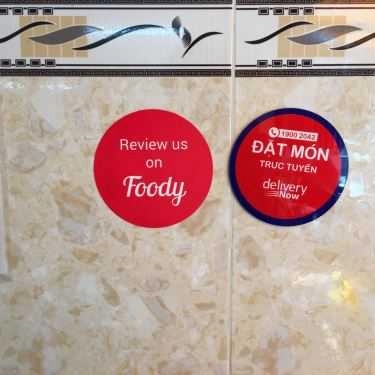 Review us
on
Foody
1900 2042
ĐẶT MÓN
TRỰC TUYẾN
delivery
Now